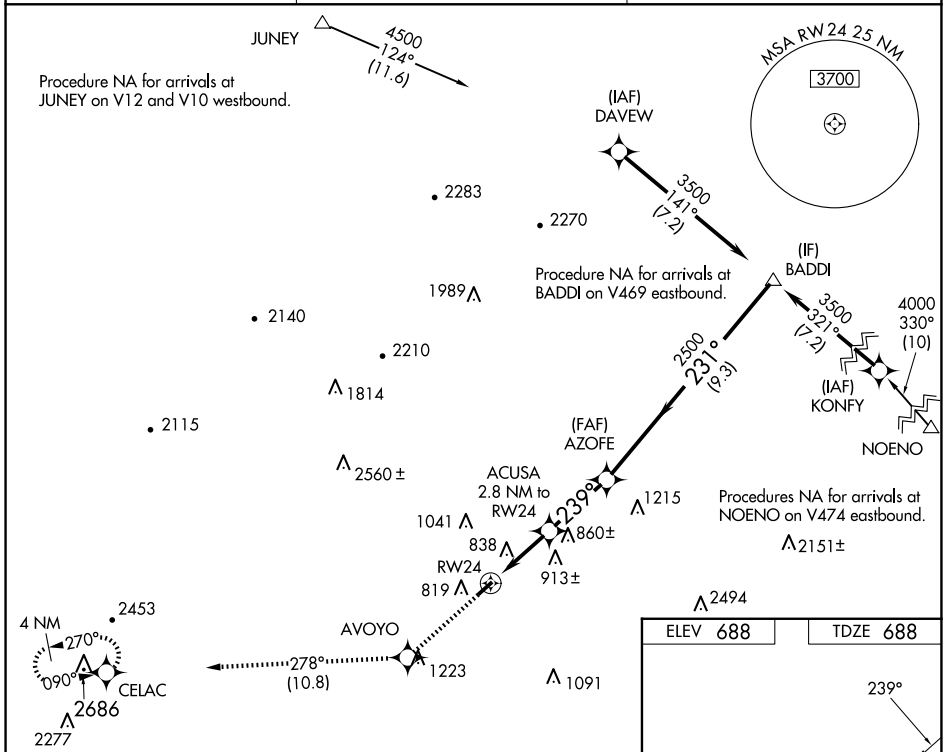 JUNEY
4500
124°
(11.6)
Procedure NA for arrivals at
JUNEY on V12 and V10 westbound.
MSA RW24 25 NM
3700
(IAF)
DAVEW
3500
141°
(7.2)
2283
2270
(IF)
BADDI
Procedure NA for arrivals at
BADDI on V469 eastbound.
1989
3500
321°
(7.2)
4000
330°
(10)
2140
2210
2500
231°
(9.3)
1814
(IAF)
KONFY
2115
NOENO
(FAF)
AZOFE
2560 ±
ACUSA
2.8 NM to
RW24
239°
1215
Procedures NA for arrivals at
NOENO on V474 eastbound.
1041
860±
2151±
838
RW24
913±
819
2494
2453
4 NM
270°
AVOYO
ELEV 688
TDZE 688
278°
(10.8)
090°
CELAC
1223
1091
239°
2686
2277